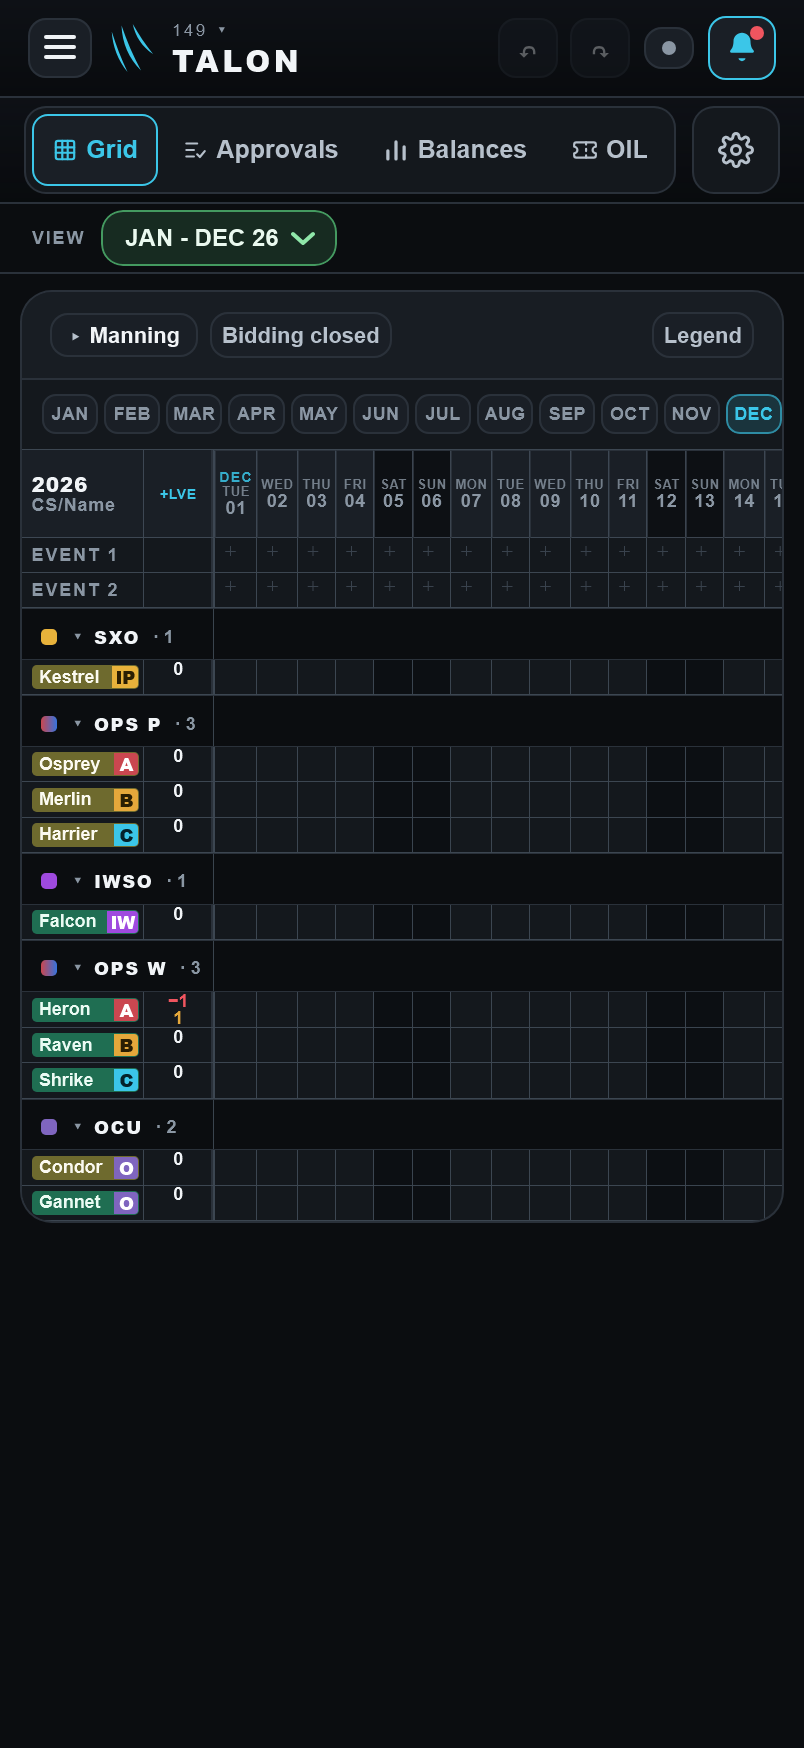 149 ▾
TALON
Grid Approvals Balances OIL
VIEW JAN - DEC 26
▸ Manning Bidding closed Legend
JAN FEB MAR APR MAY JUN JUL AUG SEP OCT NOV DEC
2026
CS/Name
+LVE
DEC
TUE WED THU FRI SAT SUN MON TUE WED THU FRI SAT SUN MON
01 02 03 04 05 06 07 08 09 10 11 12 13 14
EVENT 1 + + + + + + + + + + + + + + +
EVENT 2 + + + + + + + + + + + + + + +
▾ SXO · 1
Kestrel IP 0
▾ OPS P · 3
Osprey A 0
Merlin B 0
Harrier C 0
▾ IWSO · 1
Falcon IW 0
▾ OPS W · 3
Heron A −1
1
Raven B 0
Shrike C 0
▾ OCU · 2
Condor O 0
Gannet O 0